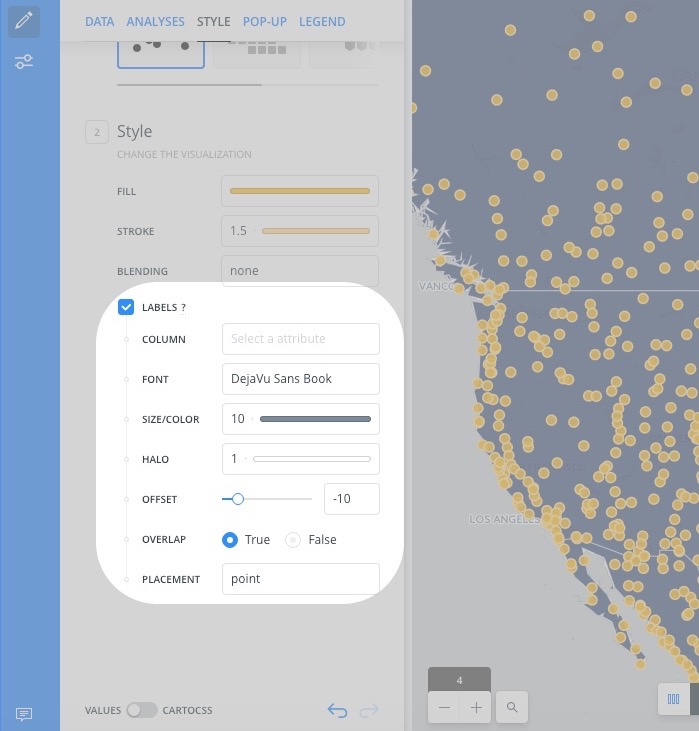 DATA ANALYSES STYLE POP-UP LEGEND
2 Style
CHANGE THE VISUALIZATION
FILL
STROKE 1.5
BLENDING none
LABELS ?
COLUMN Select a attribute
FONT DejaVu Sans Book
SIZE/COLOR 10
HALO 1
OFFSET -10
OVERLAP True False
PLACEMENT point
VALUES CARTOCSS
VANCO
LOS ANGELES
4